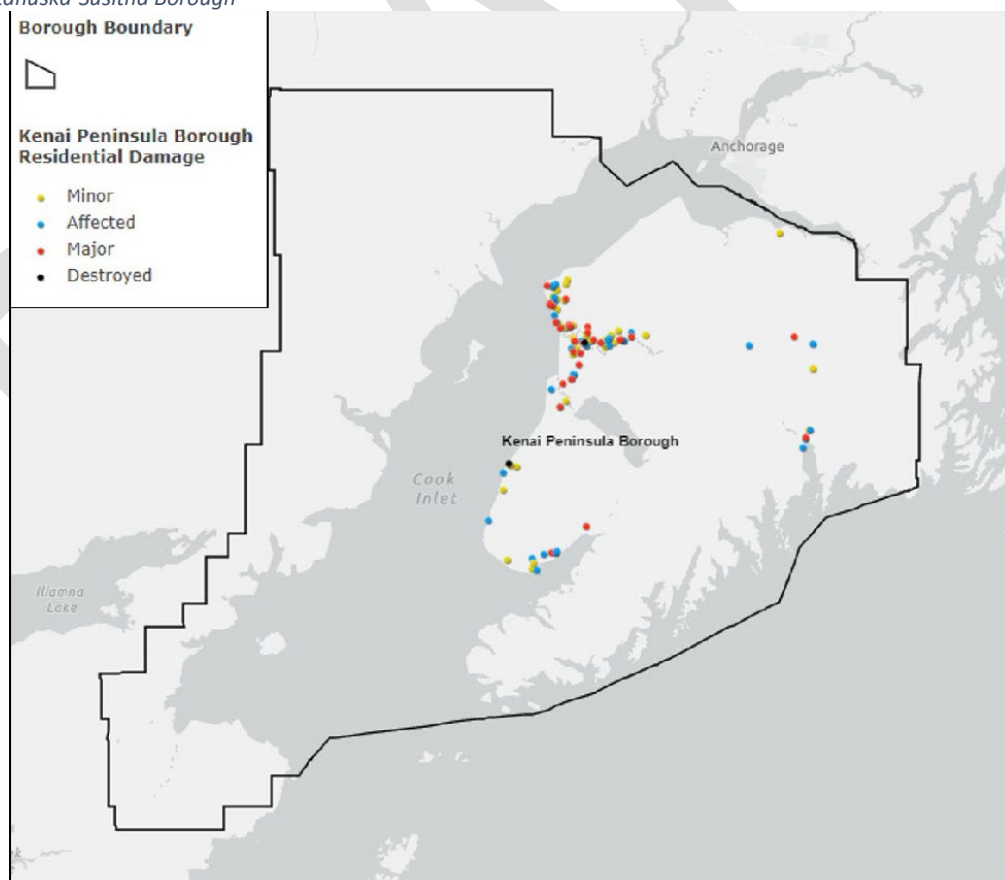 Borough Boundary
Kenai Peninsula Borough
Residential Damage
Minor
Affected
Major
Destroyed
Anchorage
Kenai Peninsula Borough
Cook
Inlet
Iliamna
Lake